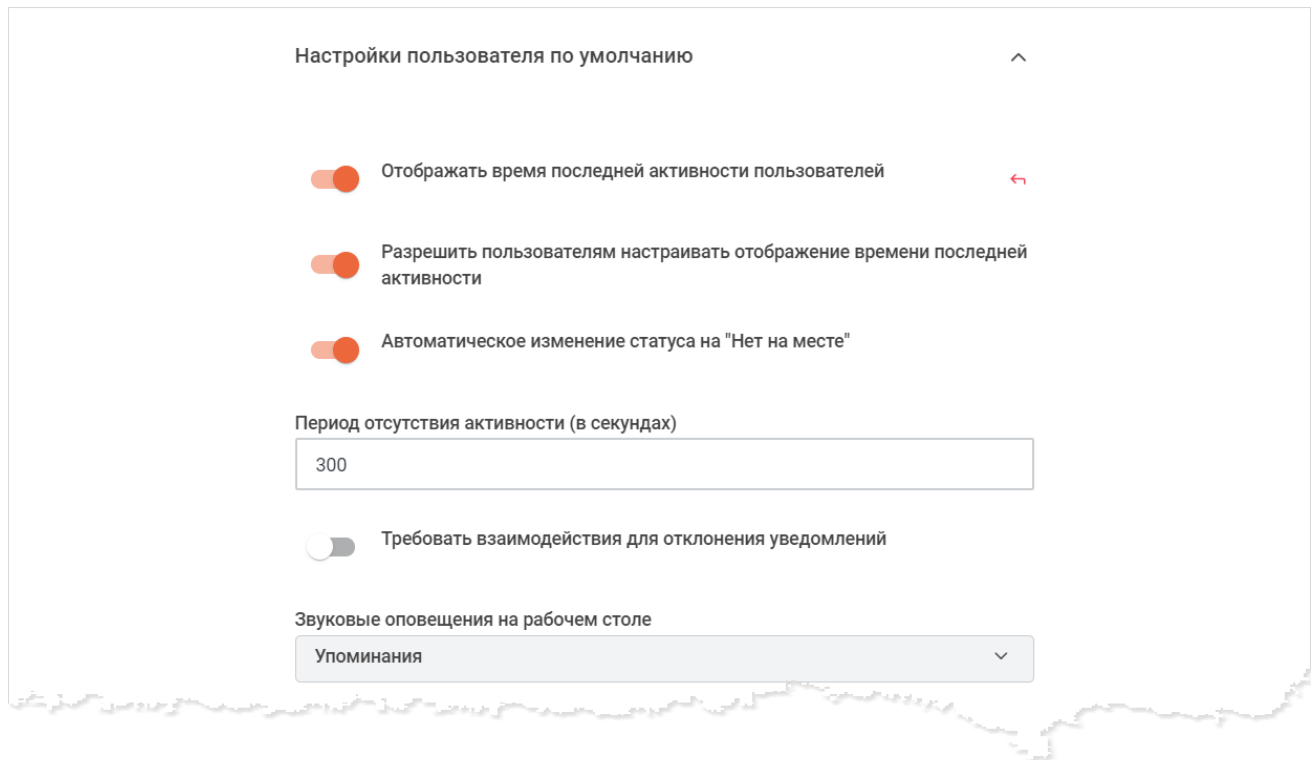 Настройки пользователя по умолчанию
Отображать время последней активности пользователей
Разрешить пользователям настраивать отображение времени последней
активности
Автоматическое изменение статуса на "Нет на месте"
Период отсутствия активности (в секундах)
300
Требовать взаимодействия для отклонения уведомлений
Звуковые оповещения на рабочем столе
Упоминания